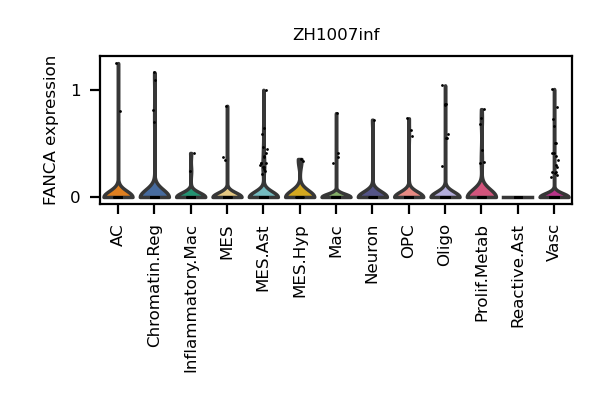 ZH1007inf
FANCA expression
1
0
AC
Chromatin.Reg
Inflammatory.Mac
MES
MES.Ast
MES.Hyp
Mac
Neuron
OPC
Oligo
Prolif.Metab
Reactive.Ast
Vasc